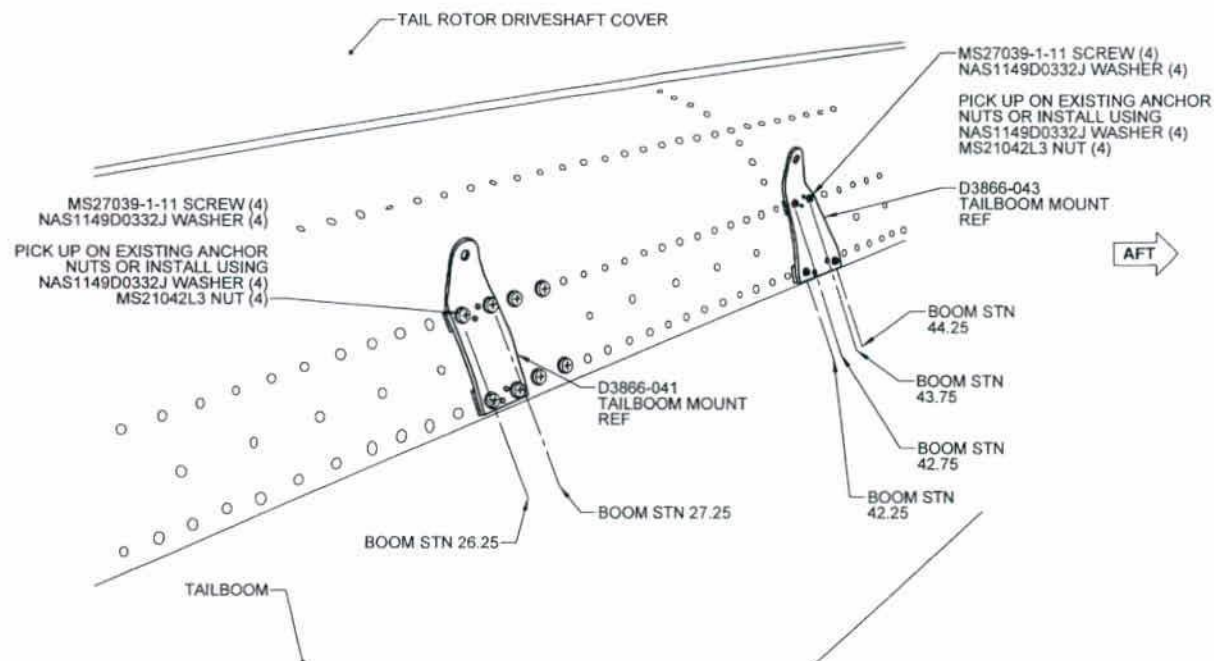 TAIL ROTOR DRIVESHAFT COVER
MS27039-1-11 SCREW (4)
NAS1149D0332J WASHER (4)
PICK UP ON EXISTING ANCHOR
NUTS OR INSTALL USING
NAS1149D0332J WASHER (4)
MS21042L3 NUT (4)
D3866-043
TAILBOOM MOUNT
REF
AFT
MS27039-1-11 SCREW (4)
NAS1149D0332J WASHER (4)
PICK UP ON EXISTING ANCHOR
NUTS OR INSTALL USING
NAS1149D0332J WASHER (4)
MS21042L3 NUT (4)
D3866-041
TAILBOOM MOUNT
REF
BOOM STN
44.25
BOOM STN
43.75
BOOM STN
42.75
BOOM STN
42.25
BOOM STN 27.25
BOOM STN 26.25
TAILBOOM